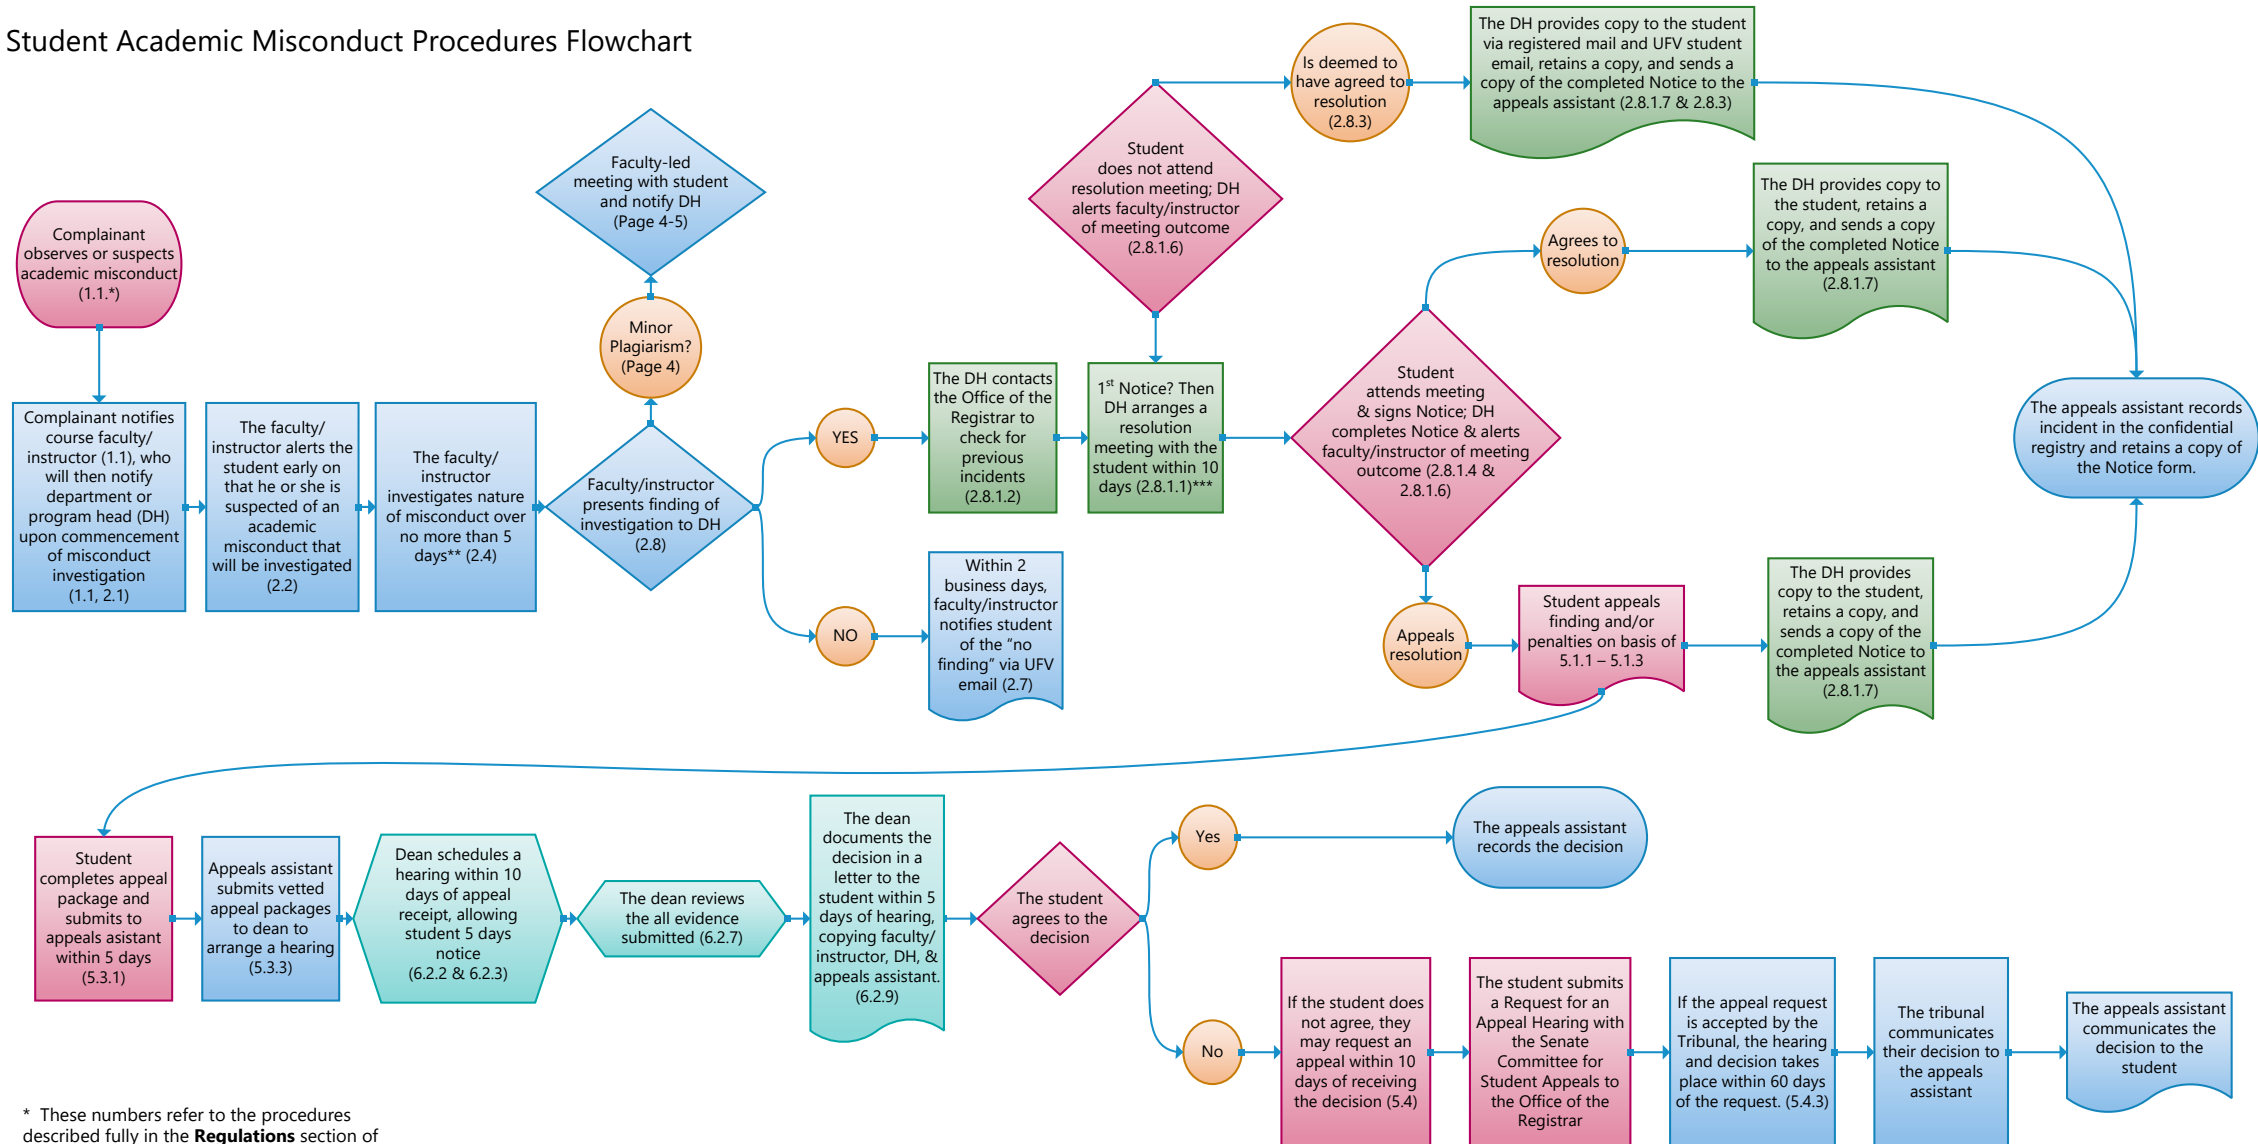 Student Academic Misconduct Procedures Flowchart
Complainant
observes or suspects
academic misconduct
(1.1.*)
Complainant notifies
course faculty/
instructor (1.1), who
will then notify
department or
program head (DH)
upon commencement
of misconduct
investigation
(1.1, 2.1)
The faculty/
instructor alerts the
student early on
that he or she is
suspected of an
academic
misconduct that
will be investigated
(2.2)
The faculty/
instructor
investigates nature
of misconduct over
no more than 5
days** (2.4)
Faculty/instructor
presents finding of
investigation to DH
(2.8)
Minor
Plagiarism?
(Page 4)
Faculty-led
meeting with student
and notify DH
(Page 4-5)
YES
The DH contacts
the Office of the
Registrar to
check for
previous
incidents
(2.8.1.2)
NO
Within 2
business days,
faculty/instructor
notifies student
of the "no
finding" via UFV
email (2.7)
1st Notice? Then
DH arranges a
resolution
meeting with the
student within 10
days (2.8.1.1)***
Student
does not attend
resolution meeting; DH
alerts faculty/instructor
of meeting outcome
(2.8.1.6)
Is deemed to
have agreed to
resolution
(2.8.3)
The DH provides copy to the student
via registered mail and UFV student
email, retains a copy, and sends a
copy of the completed Notice to the
appeals assistant (2.8.1.7 & 2.8.3)
Student
attends meeting
& signs Notice; DH
completes Notice & alerts
faculty/instructor of meeting
outcome (2.8.1.4 &
2.8.1.6)
Agrees to
resolution
The DH provides copy to
the student, retains a
copy, and sends a copy
of the completed Notice
to the appeals assistant
(2.8.1.7)
Appeals
resolution
Student appeals
finding and/or
penalties on basis of
5.1.1 – 5.1.3
The DH provides
copy to the student,
retains a copy, and
sends a copy of the
completed Notice to
the appeals assistant
(2.8.1.7)
The appeals assistant records
incident in the confidential
registry and retains a copy of
the Notice form.
Student
completes appeal
package and
submits to
appeals asistant
within 5 days
(5.3.1)
Appeals assistant
submits vetted
appeal packages
to dean to
arrange a hearing
(5.3.3)
Dean schedules a
hearing within 10
days of appeal
receipt, allowing
student 5 days
notice
(6.2.2 & 6.2.3)
The dean reviews
the all evidence
submitted (6.2.7)
The dean
documents the
decision in a
letter to the
student within 5
days of hearing,
copying faculty/
instructor, DH, &
appeals assistant.
(6.2.9)
The student
agrees to the
decision
Yes
The appeals assistant
records the decision
No
If the student does
not agree, they
may request an
appeal within 10
days of receiving
the decision (5.4)
The student submits
a Request for an
Appeal Hearing with
the Senate
Committee for
Student Appeals to
the Office of the
Registrar
If the appeal request
is accepted by the
Tribunal, the hearing
and decision takes
place within 60 days
of the request. (5.4.3)
The tribunal
communicates
their decision to
the appeals
assistant
The appeals assistant
communicates the
decision to the
student
* These numbers refer to the procedures
described fully in the Regulations section of